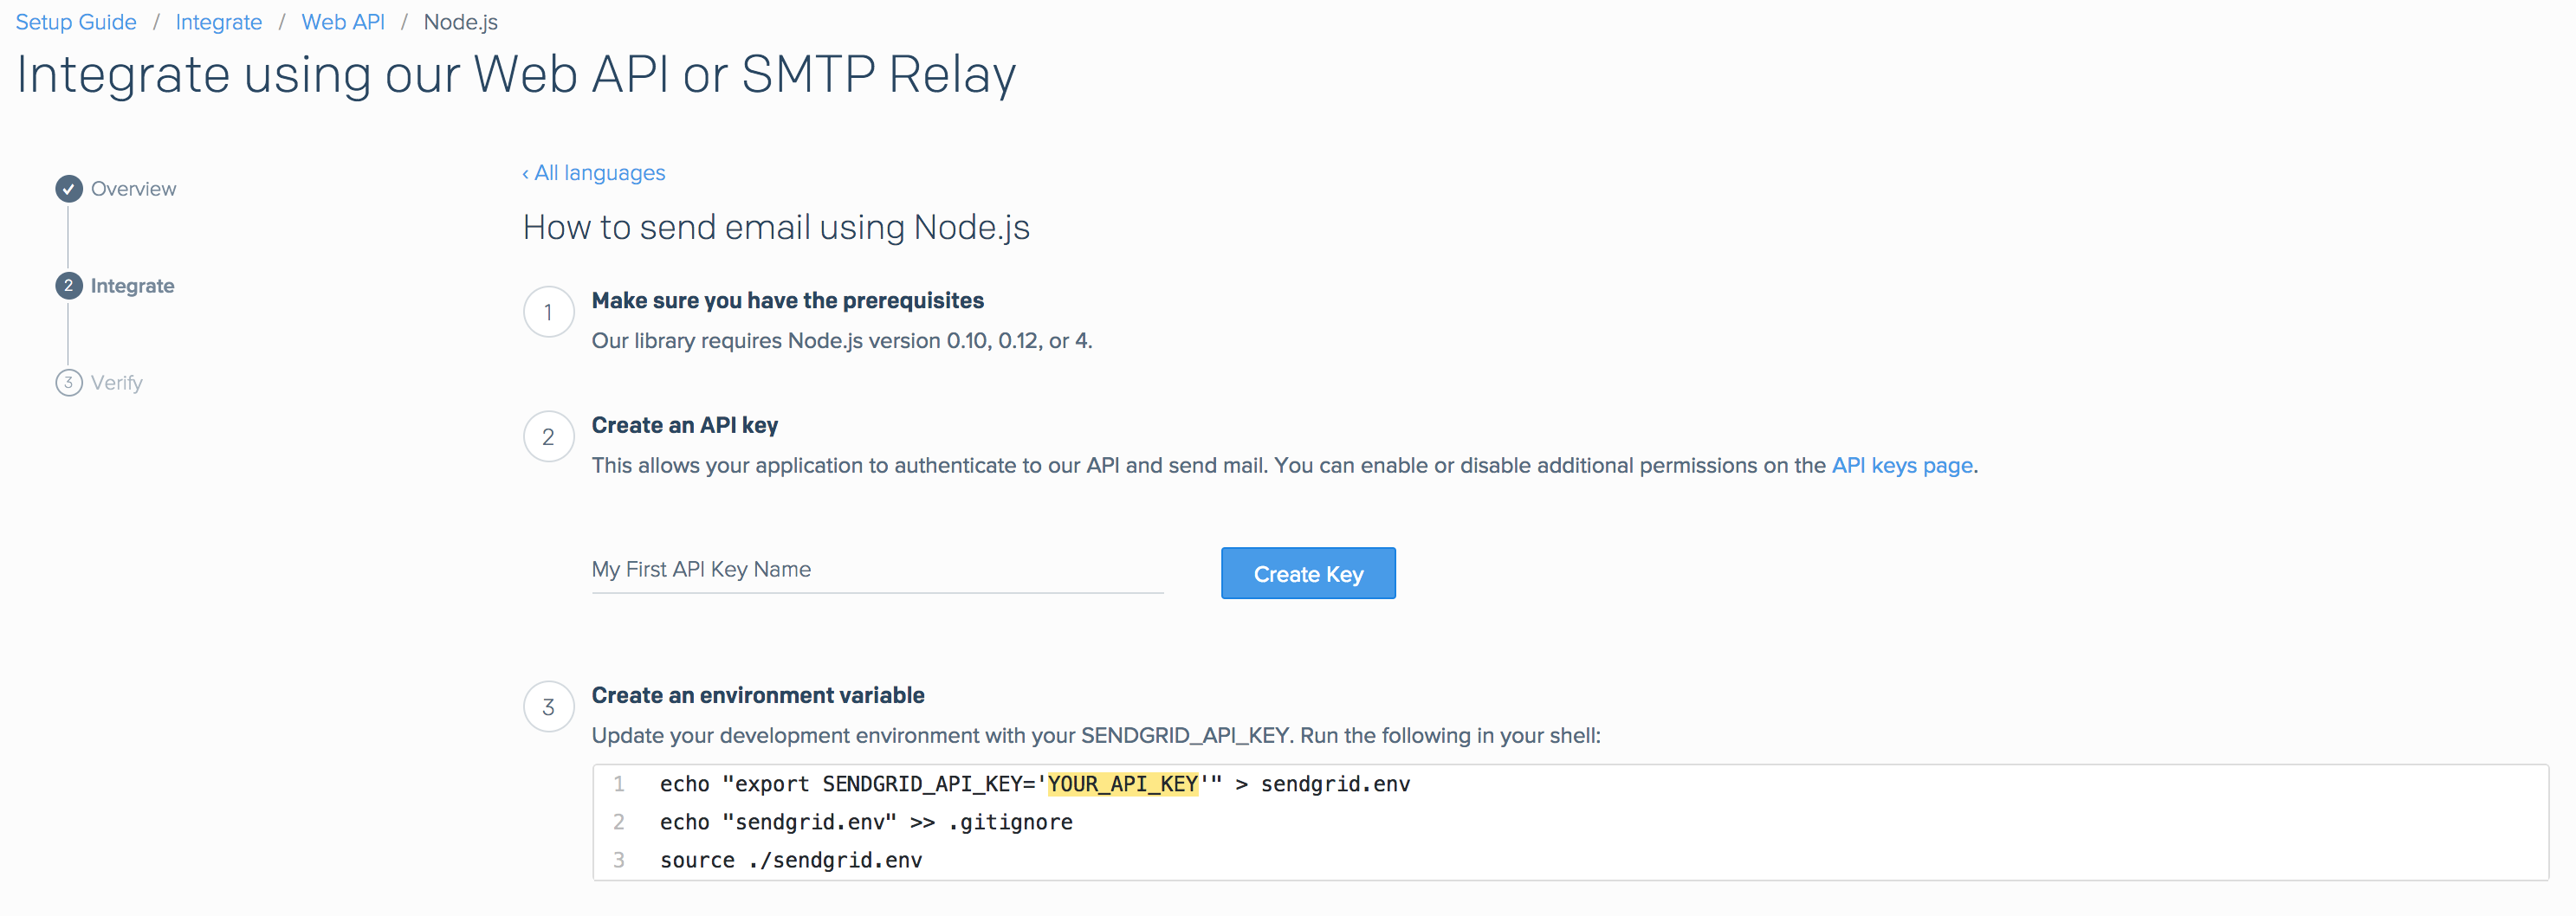 Setup Guide / Integrate / Web API / Node.js
Integrate using our Web API or SMTP Relay
Overview
2 Integrate
3 Verify
‹ All languages
How to send email using Node.js
1 Make sure you have the prerequisites
Our library requires Node.js version 0.10, 0.12, or 4.
2 Create an API key
This allows your application to authenticate to our API and send mail. You can enable or disable additional permissions on the API keys page.
My First API Key Name
Create Key
3 Create an environment variable
Update your development environment with your SENDGRID_API_KEY. Run the following in your shell:
1 echo "export SENDGRID_API_KEY='YOUR_API_KEY'" > sendgrid.env
2 echo "sendgrid.env" >> .gitignore
3 source ./sendgrid.env